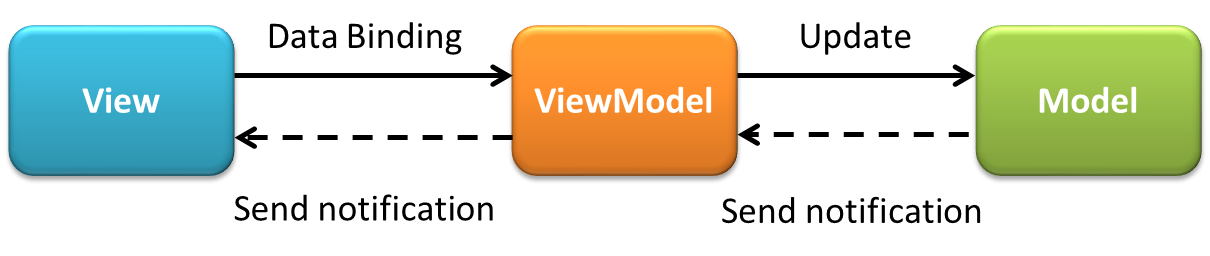 Data Binding
Update
View
ViewModel
Model
Send notification
Send notification